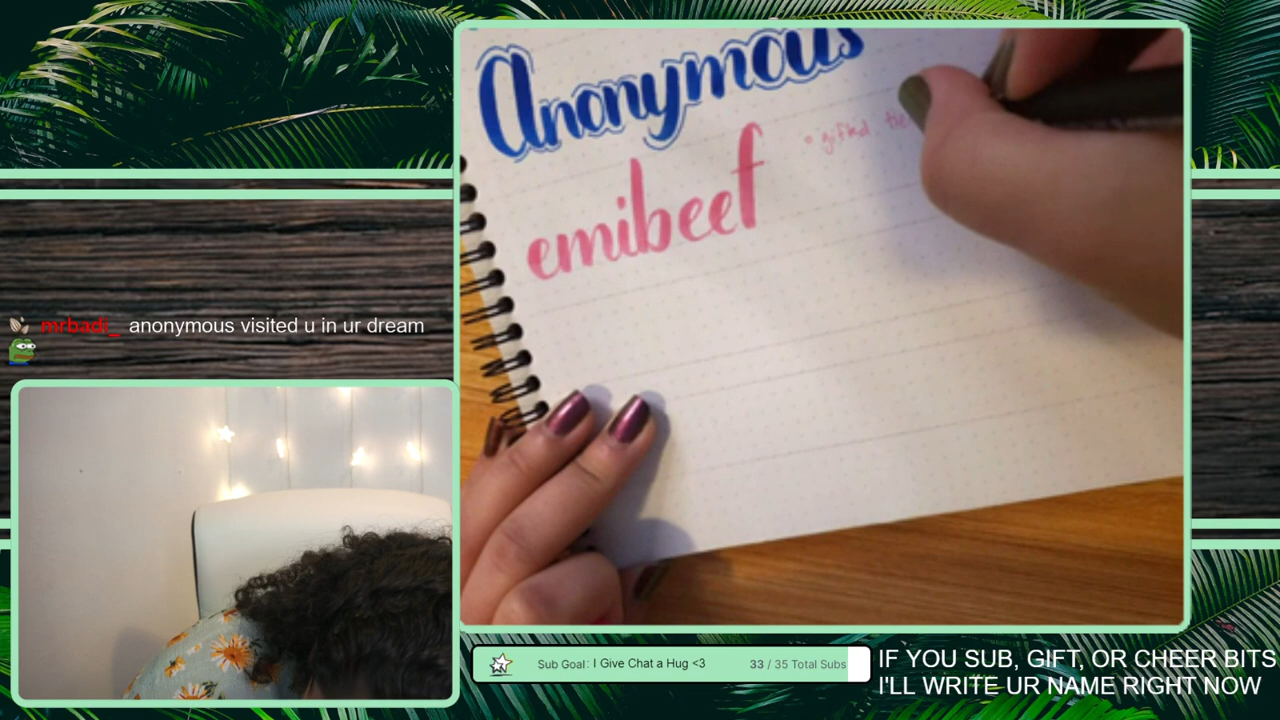 Anonymous
emibeef
gifted
mrbadi_ anonymous visited u in ur dream
Sub Goal: I Give Chat a Hug <3 33 / 35 Total Subs
IF YOU SUB, GIFT, OR CHEER BITS
I'LL WRITE UR NAME RIGHT NOW